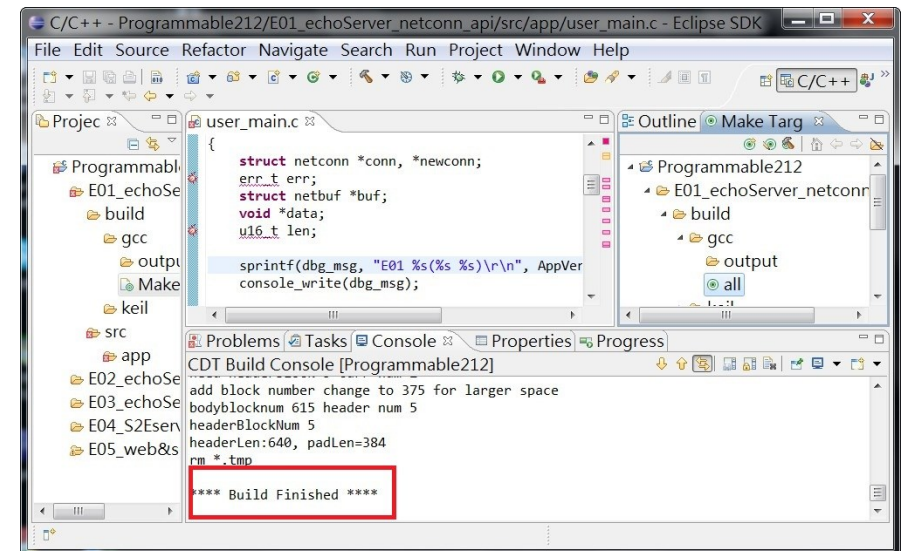 C/C++ - Programmable212/E01_echoServer_netconn_api/src/app/user_main.c - Eclipse SDK
File Edit Source Refactor Navigate Search Run Project Window Help
C/C++
Projec
Programmabl
E01_echoSe
build
gcc
outpu
Make
keil
src
app
E02_echoSe
E03_echoSe
E04_S2Eserv
E05_web&s
user_main.c
{
struct netconn *conn, *newconn;
err_t err;
struct netbuf *buf;
void *data;
u16_t len;
sprintf(dbg_msg, "E01 %s(%s %s)\r\n", AppVer
console_write(dbg_msg);
Outline Make Targ
Programmable212
E01_echoServer_netconn
build
gcc
output
all
Problems Tasks Console Properties Progress
CDT Build Console [Programmable212]
add block number change to 375 for larger space
bodyblocknum 615 header num 5
headerBlockNum 5
headerLen:640, padLen=384
rm *.tmp
**** Build Finished ****